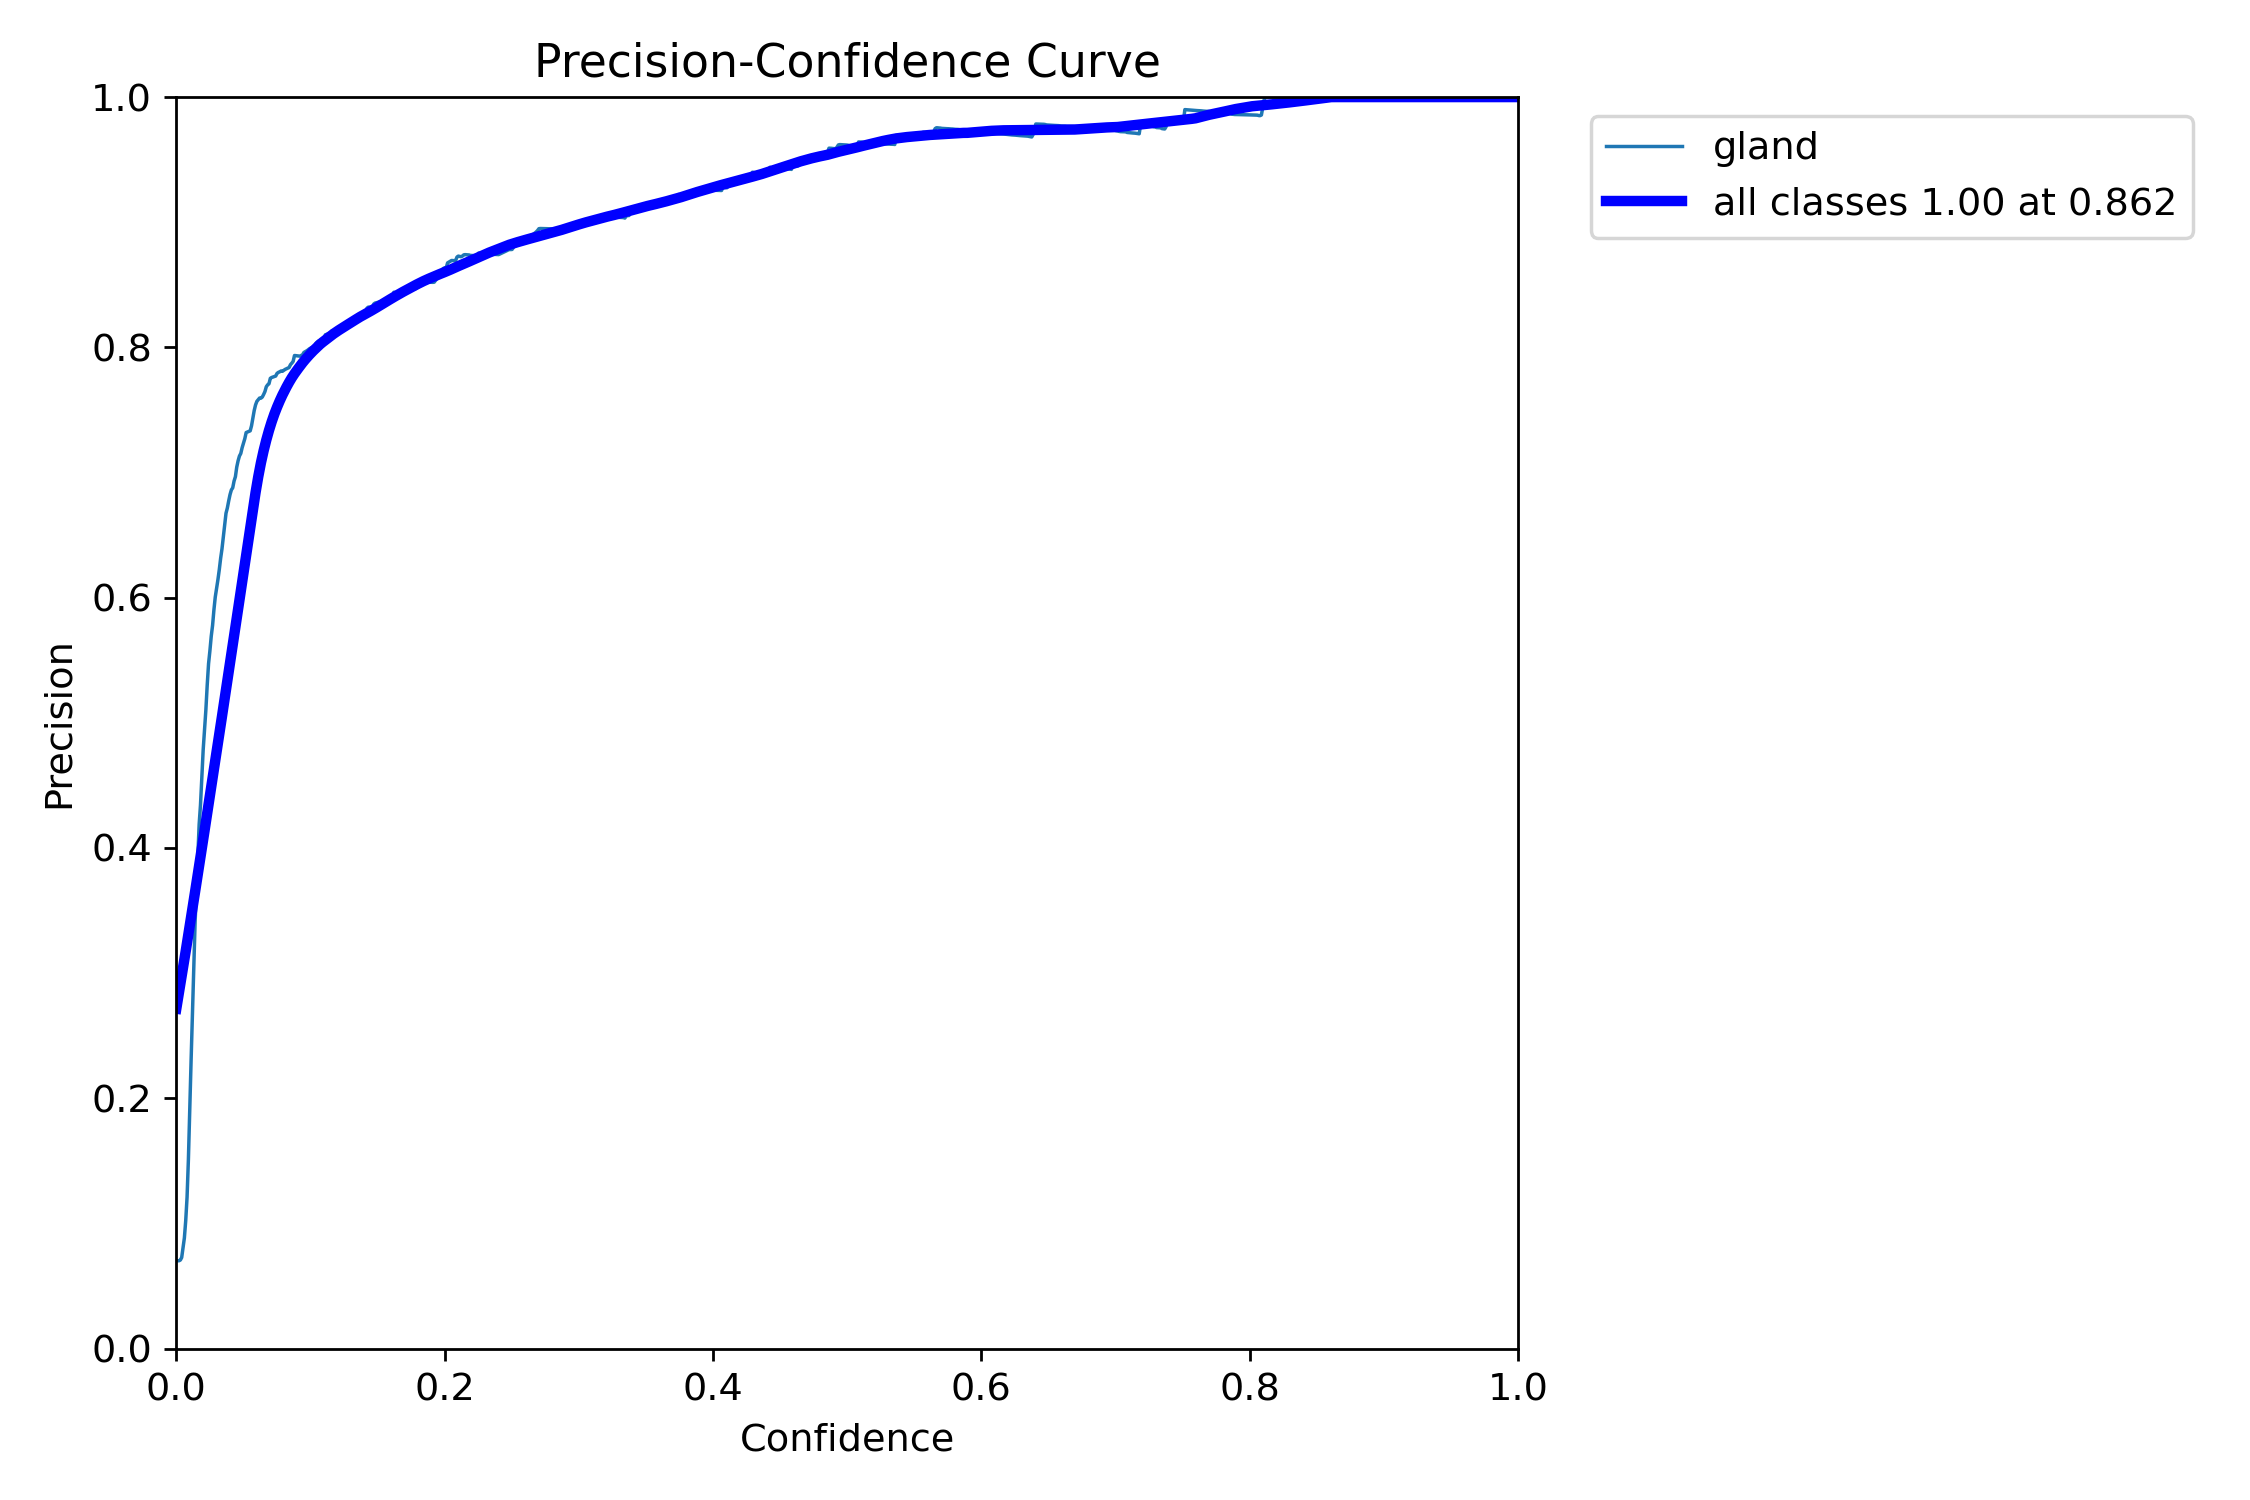 Precision-Confidence Curve
1.0
0.8
0.6
0.4
0.2
0.0
Precision
0.0 0.2 0.4 0.6 0.8 1.0
Confidence
gland
all classes 1.00 at 0.862